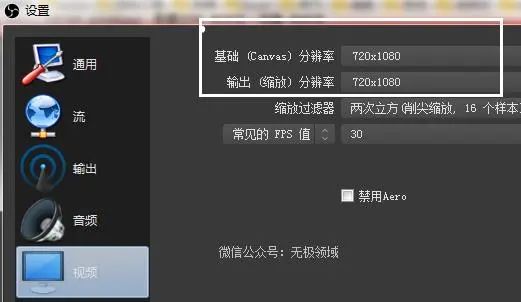 设置
通用
流
输出
音频
视频
基础 (Canvas) 分辨率 720x1080
输出 (缩放) 分辨率 720x1080
缩放过滤器 两次立方(削尖缩放, 16 个样本)
常见的 FPS 值 30
禁用Aero
微信公众号: 无极领域